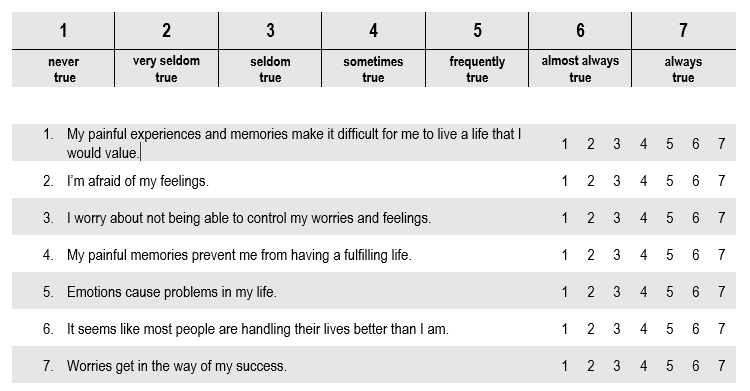 1 2 3 4 5 6 7
never very seldom seldom sometimes frequently almost always always
true true true true true true true
1. My painful experiences and memories make it difficult for me to live a life that I
would value. 1 2 3 4 5 6 7
2. I'm afraid of my feelings. 1 2 3 4 5 6 7
3. I worry about not being able to control my worries and feelings. 1 2 3 4 5 6 7
4. My painful memories prevent me from having a fulfilling life. 1 2 3 4 5 6 7
5. Emotions cause problems in my life. 1 2 3 4 5 6 7
6. It seems like most people are handling their lives better than I am. 1 2 3 4 5 6 7
7. Worries get in the way of my success. 1 2 3 4 5 6 7